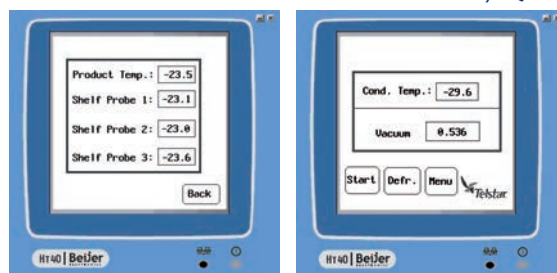 Product Temp.: -23.5
Shelf Probe 1: -23.1
Shelf Probe 2: -23.0
Shelf Probe 3: -23.6
Back
HT40 Beijer
Cond. Temp.: -29.6
Vacuum 0.536
Start Defr. Menu Telstar
HT40 Beijer